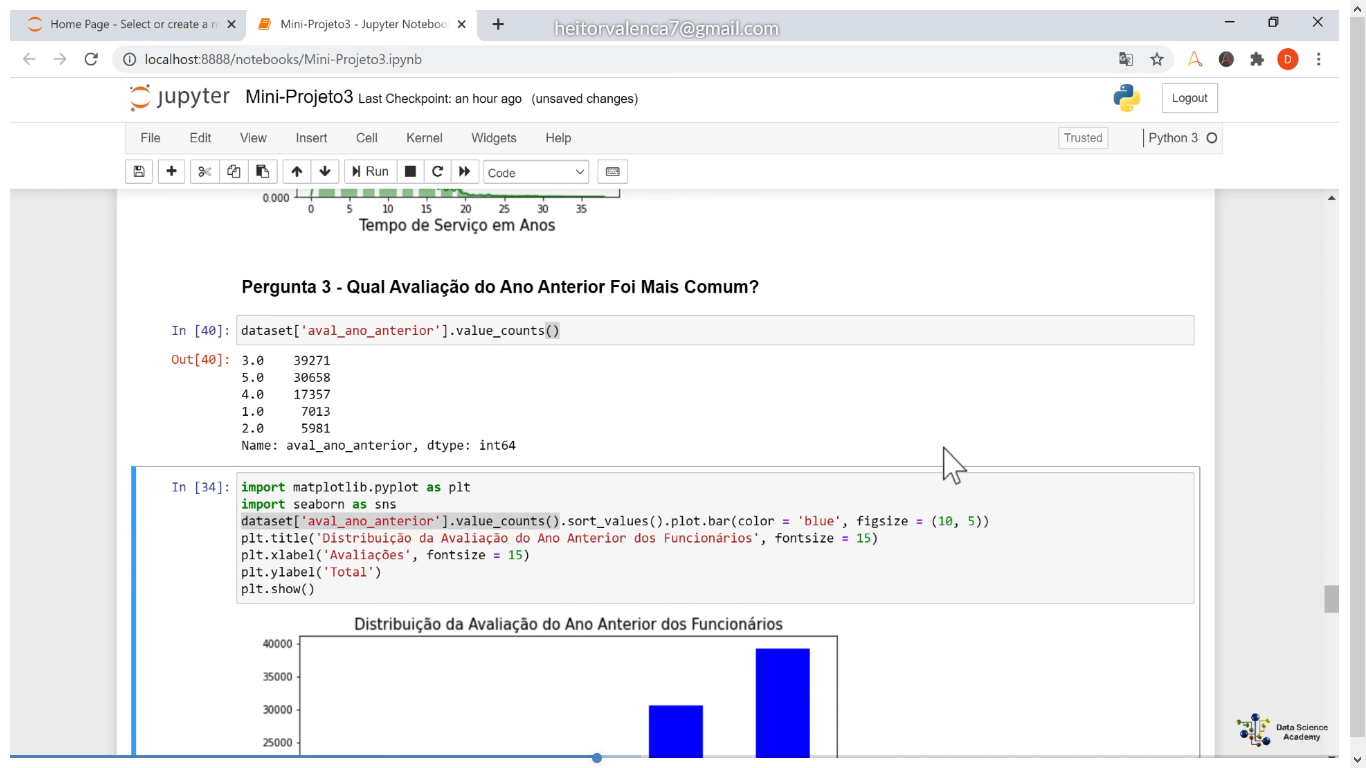 Home Page - Select or create a n
Mini-Projeto3 - Jupyter Noteboo
heitorvalenca7@gmail.com
localhost:8888/notebooks/Mini-Projeto3.ipynb
D
jupyter Mini-Projeto3 Last Checkpoint: an hour ago (unsaved changes)
Logout
File Edit View Insert Cell Kernel Widgets Help
Trusted
Python 3
Run
Code
0.000
0 5 10 15 20 25 30 35
Tempo de Serviço em Anos
Pergunta 3 - Qual Avaliação do Ano Anterior Foi Mais Comum?
In [40]: dataset['aval_ano_anterior'].value_counts()
Out[40]: 3.0 39271
5.0 30658
4.0 17357
1.0 7013
2.0 5981
Name: aval_ano_anterior, dtype: int64
In [34]: import matplotlib.pyplot as plt
import seaborn as sns
dataset['aval_ano_anterior'].value_counts().sort_values().plot.bar(color = 'blue', figsize = (10, 5))
plt.title('Distribuição da Avaliação do Ano Anterior dos Funcionários', fontsize = 15)
plt.xlabel('Avaliações', fontsize = 15)
plt.ylabel('Total')
plt.show()
Distribuição da Avaliação do Ano Anterior dos Funcionários
40000
35000
30000
25000
Data Science
Academy